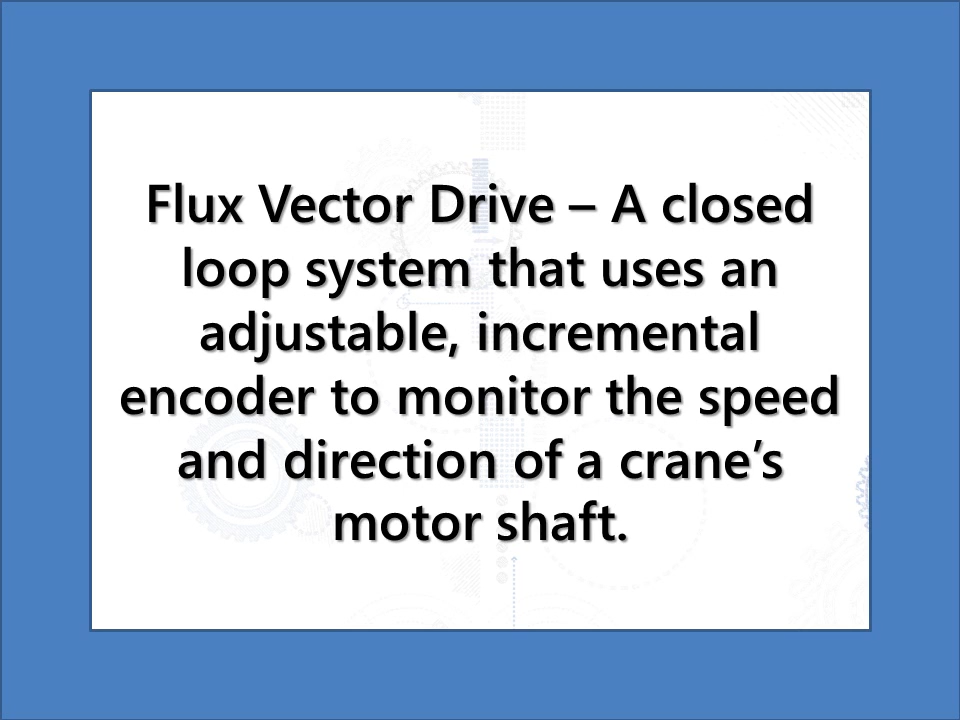 Flux Vector Drive – A closed
loop system that uses an
adjustable, incremental
encoder to monitor the speed
and direction of a crane’s
motor shaft.